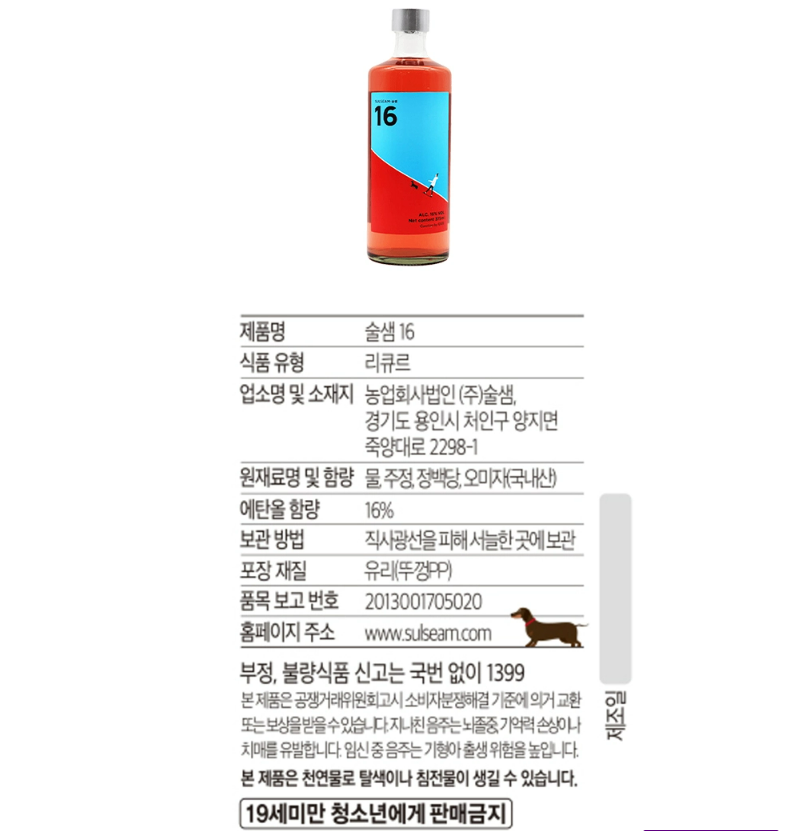 SULSEAM
16
제품명 술샘 16
식품 유형 리큐르
업소명 및 소재지 농업회사법인 (주)술샘,
경기도 용인시 처인구 양지면
죽양대로 2298-1
원재료명 및 함량 물, 주정, 정백당, 오미자(국내산)
에탄올 함량 16%
보관 방법 직사광선을 피해 서늘한 곳에 보관
포장 재질 유리(뚜껑PP)
품목 보고 번호 2013001705020
홈페이지 주소 www.sulseam.com
부정, 불량식품 신고는 국번 없이 1399
본 제품은 공쟁거래위원회고시 소비자분쟁해결 기준에 의거 교환
또는 보상을 받을 수 있습니다. 지나친 음주는 뇌졸중, 기억력 손상이나
치매를 유발합니다. 임신 중 음주는 기형아 출생 위험을 높입니다.
본 제품은 천연물로 탈색이나 침전물이 생길 수 있습니다.
19세미만 청소년에게 판매금지
제조일